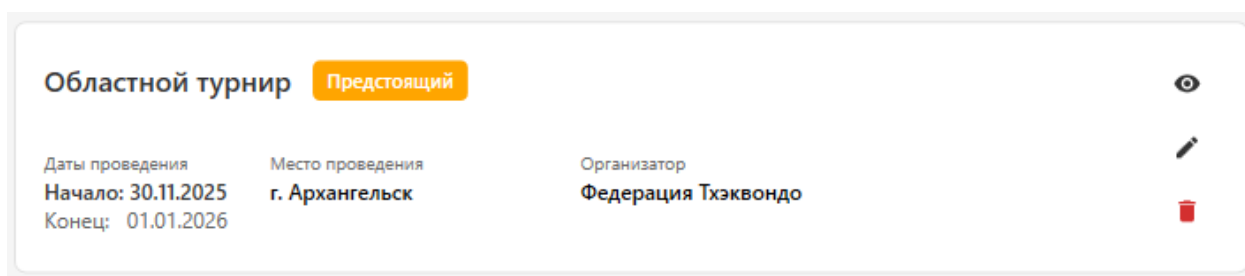 Областной турнир Предстоящий
Даты проведения Место проведения Организатор
Начало: 30.11.2025 г. Архангельск Федерация Тхэквондо
Конец: 01.01.2026